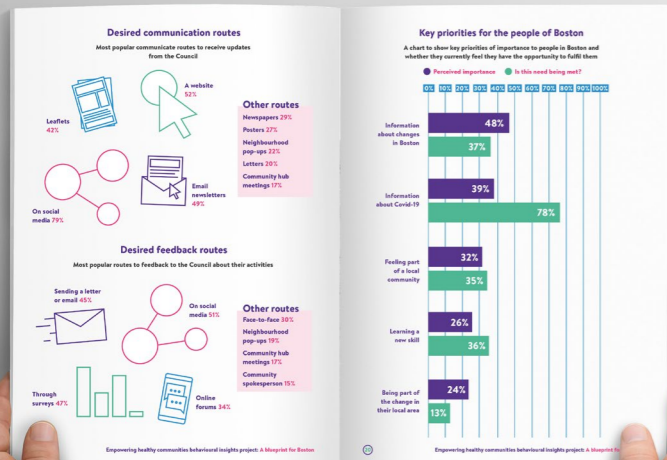 Desired communication routes
Most popular communicate routes to receive updates
from the Council
A website
52%
Leaflets
42%
Other routes
Newspapers 29%
Posters 27%
Neighbourhood
pop-ups 22%
Letters 20%
Community hub
meetings 17%
Email
newsletters
49%
On social
media 79%
Desired feedback routes
Most popular routes to feedback to the Council about their activities
Sending a letter
or email 45%
On social
media 51%
Other routes
Face-to-face 30%
Neighbourhood
pop-ups 19%
Community hub
meetings 17%
Community
spokesperson 15%
Through
surveys 47%
Online
forums 34%
Empowering healthy communities behavioural insights project: A Blueprint for Boston
Key priorities for the people of Boston
A chart to show key priorities of importance to people in Boston and
whether they currently feel they have the opportunity to fulfil them
Perceived importance Is this need being met?
0% 10% 20% 30% 40% 50% 60% 70% 80% 90% 100%
Information
about changes
in Boston
48%
37%
Information
about Covid-19
39%
78%
Feeling part
of a local
community
32%
35%
Learning a
new skill
26%
36%
Being part of
the change in
their local area
24%
13%
Empowering healthy communities behavioural insights project: A Blueprint